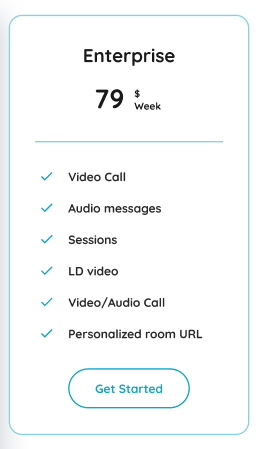 Enterprise
79 $
Week
Video Call
Audio messages
Sessions
LD video
Video/Audio Call
Personalized room URL
Get Started